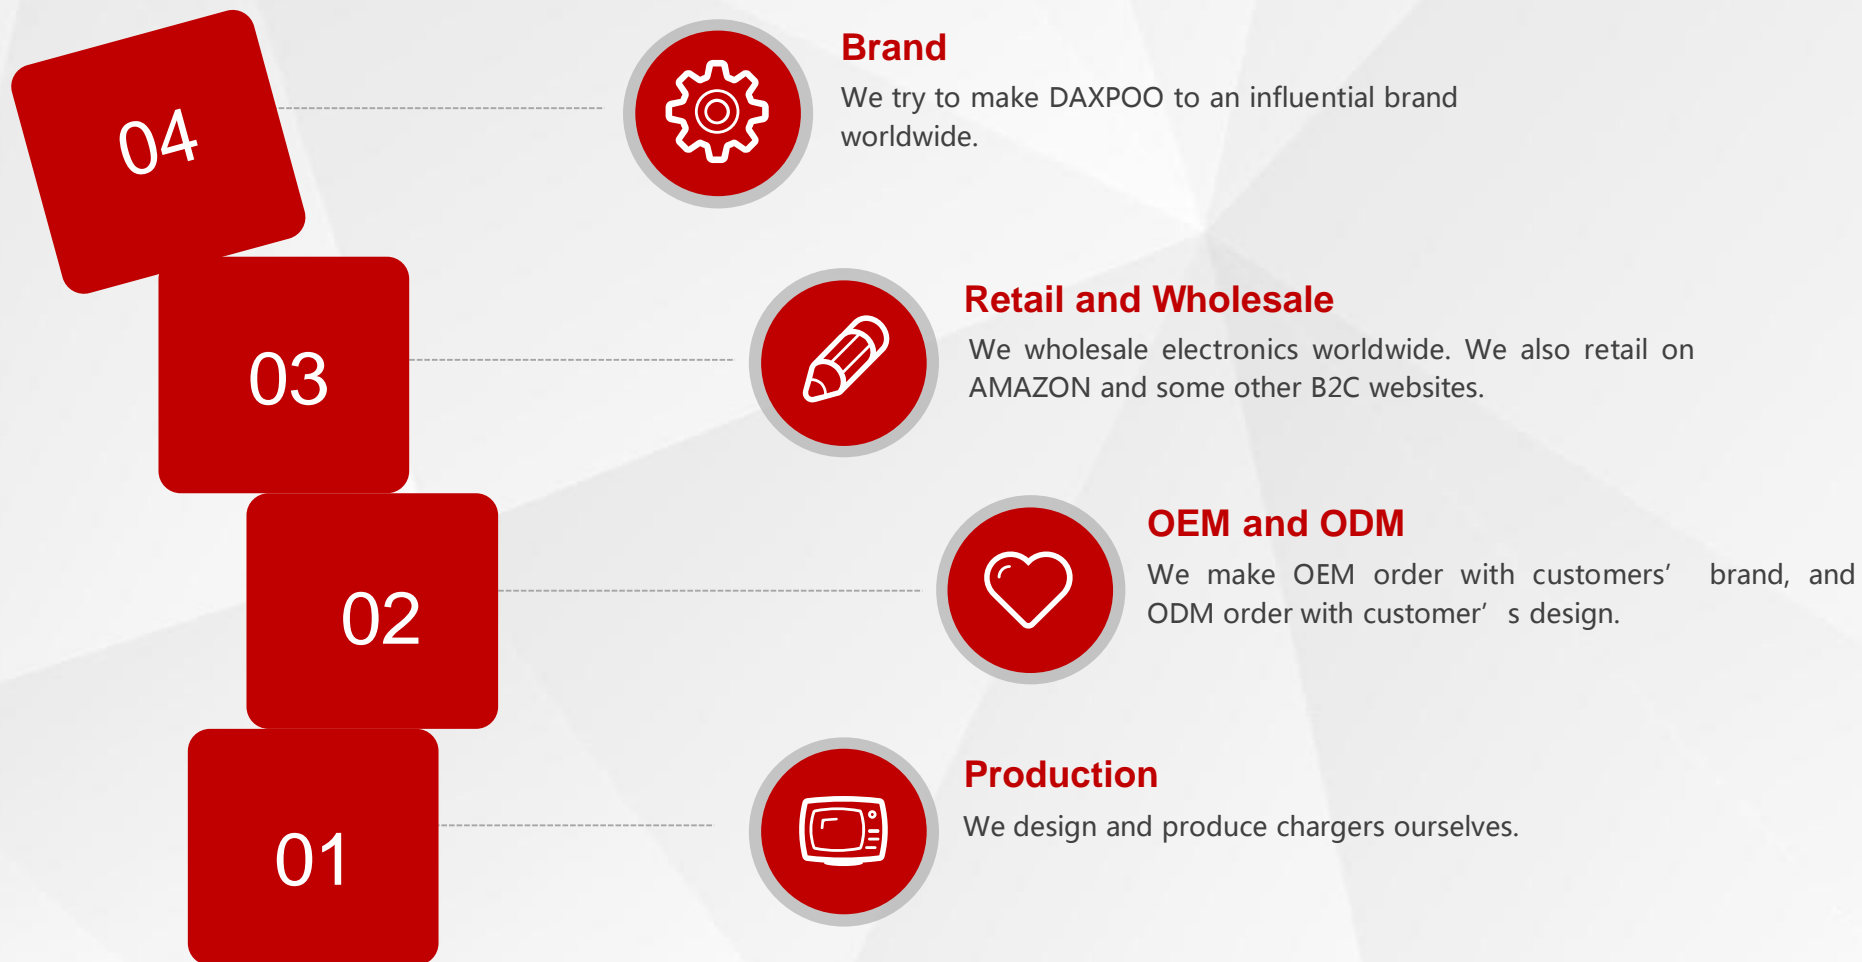 04
Brand
We try to make DAXPOO to an influential brand
worldwide.
03
Retail and Wholesale
We wholesale electronics worldwide. We also retail on
AMAZON and some other B2C websites.
02
OEM and ODM
We make OEM order with customers’ brand, and
ODM order with customer’ s design.
01
Production
We design and produce chargers ourselves.